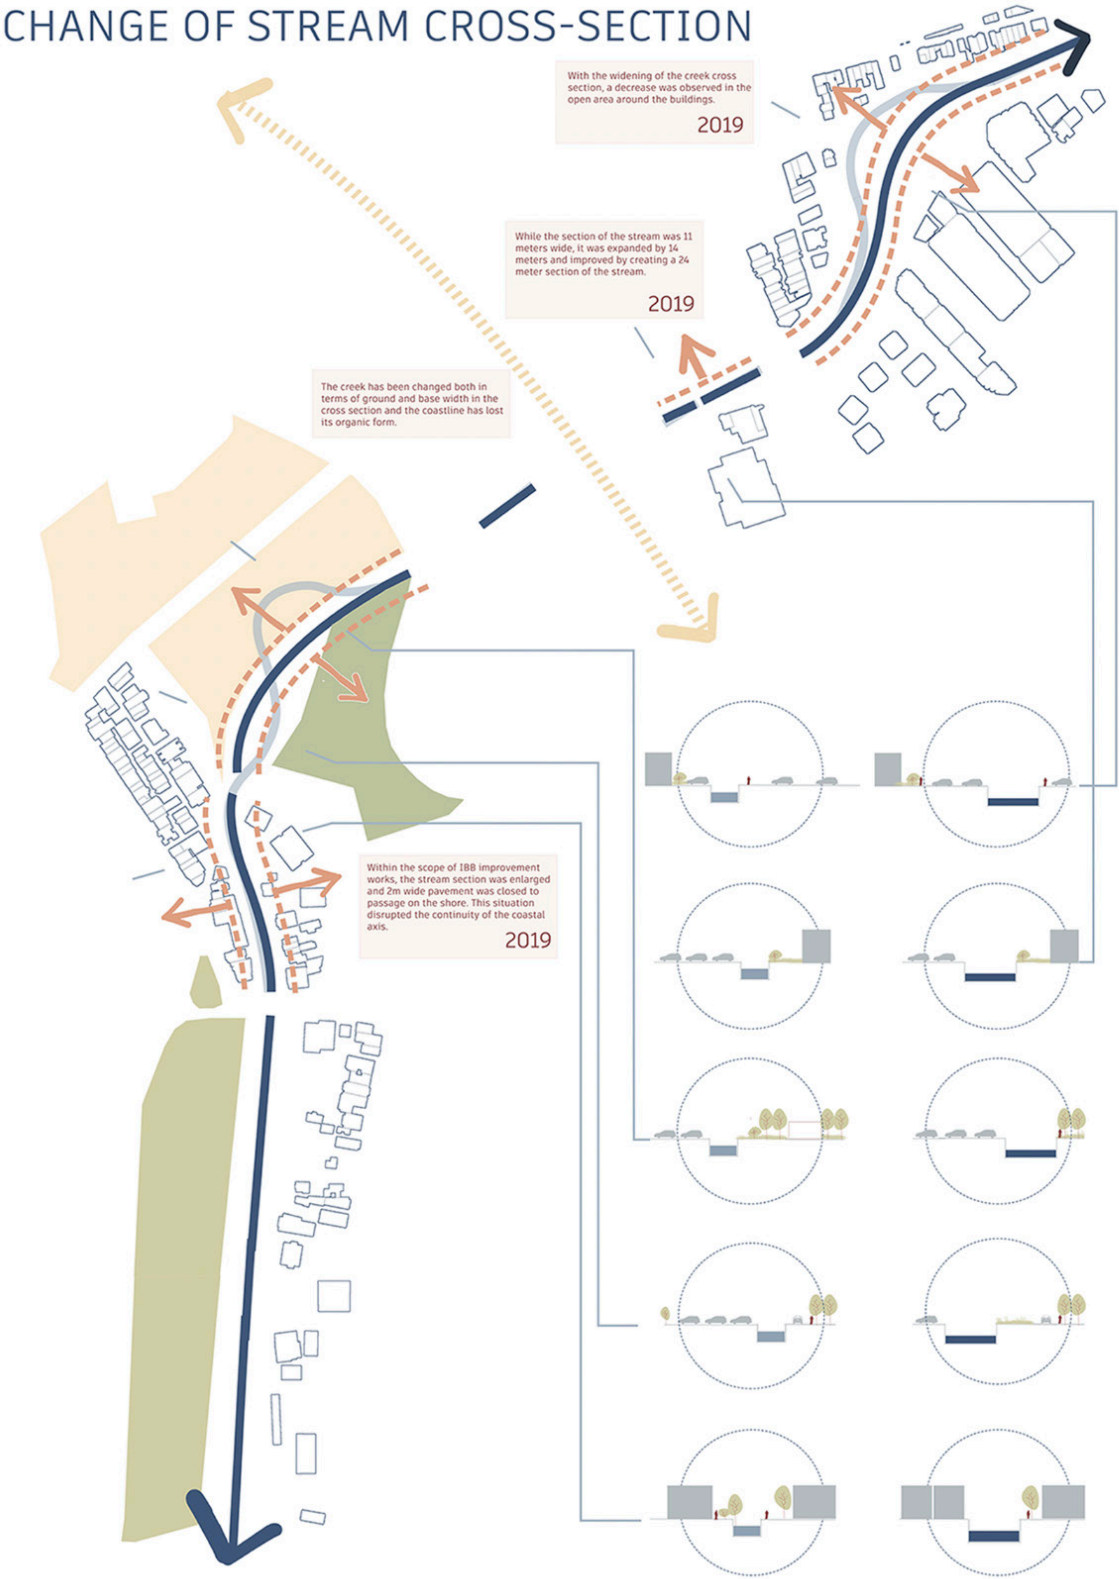 CHANGE OF STREAM CROSS-SECTION
With the widening of the creek cross
section, a decrease was observed in the
open area around the buildings.
2019
While the section of the stream was 11
meters wide, it was expanded by 14
meters and improved by creating a 24
meter section of the stream.
2019
The creek has been changed both in
terms of ground and base width in the
cross section and the coastline has lost
its organic form.
Within the scope of IBB improvement
works, the stream section was enlarged
and 2m wide pavement was closed to
passage on the shore. This situation
disrupted the continuity of the coastal
axis.
2019